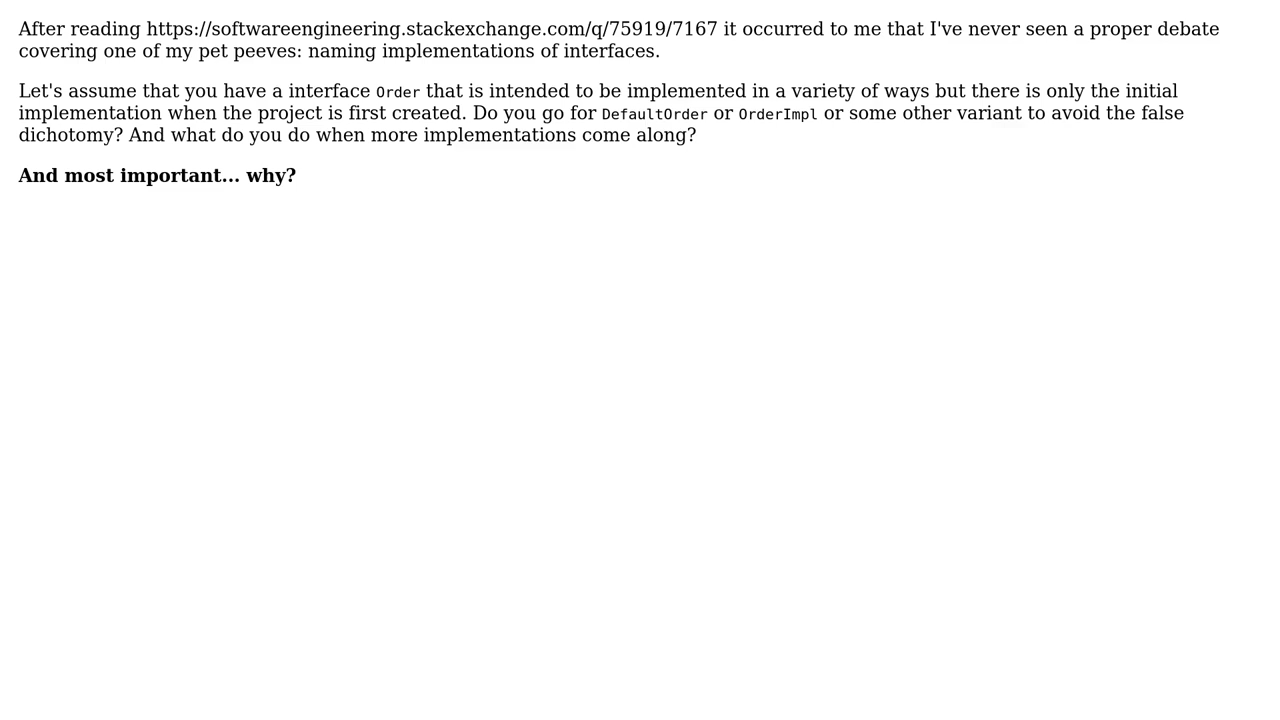 After reading https://softwareengineering.stackexchange.com/q/75919/7167 it occurred to me that I've never seen a proper debate
covering one of my pet peeves: naming implementations of interfaces.
Let's assume that you have a interface Order that is intended to be implemented in a variety of ways but there is only the initial
implementation when the project is first created. Do you go for DefaultOrder or OrderImpl or some other variant to avoid the false
dichotomy? And what do you do when more implementations come along?
And most important... why?